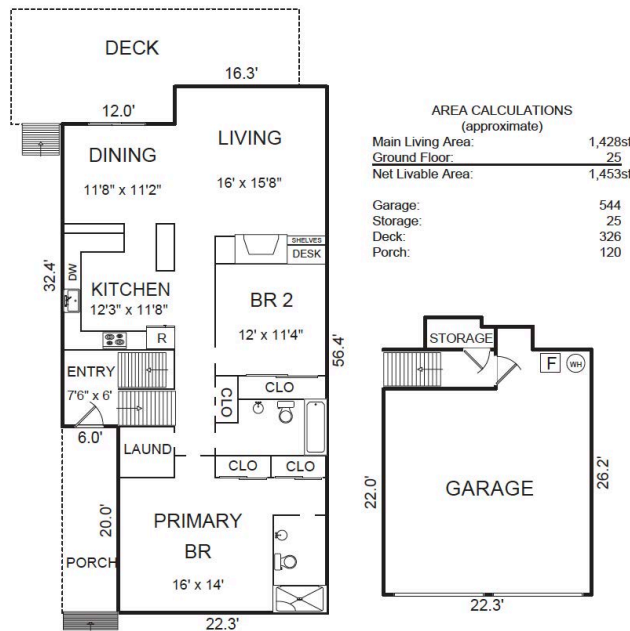 DECK
16.3'
12.0'
LIVING
DINING
11'8" x 11'2"
16' x 15'8"
SHELVES
DESK
32.4'
DW
KITCHEN
12'3" x 11'8"
BR 2
12' x 11'4"
R
56.4'
ENTRY
7'6" x 6'
CLO
CLO
6.0'
LAUND
CLO
CLO
20.0'
PRIMARY
BR
16' x 14'
PORCH
22.3'
AREA CALCULATIONS
(approximate)
Main Living Area: 1,428sf
Ground Floor: 25
Net Livable Area: 1,453sf
Garage: 544
Storage: 25
Deck: 326
Porch: 120
STORAGE
F
WH
22.0'
GARAGE
26.2'
22.3'